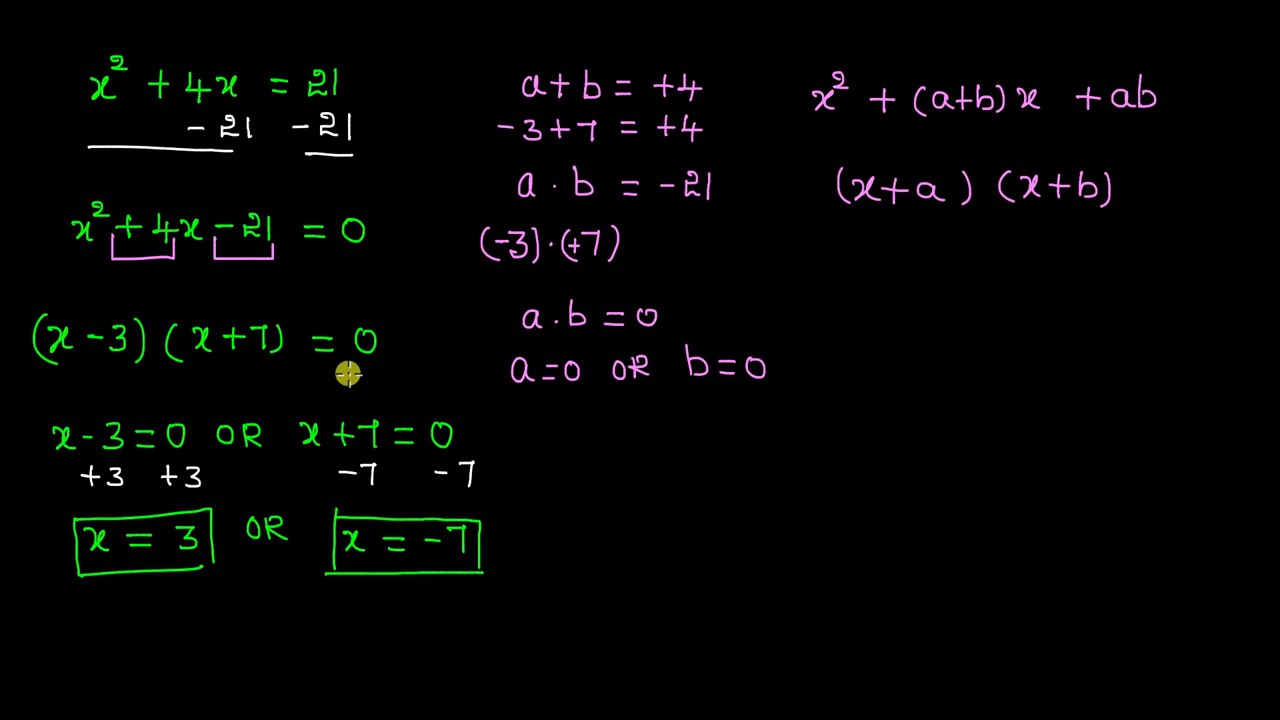 x² + 4x = 21
- 21 - 21
x² + 4x - 21 = 0
(x - 3) (x + 7) = 0
x - 3 = 0 OR x + 7 = 0
+3 +3 -7 -7
x = 3 OR x = -7
a + b = +4
-3 + 7 = +4
a · b = -21
(-3) · (+7)
a · b = 0
a = 0 OR b = 0
x² + (a+b) x + ab
(x + a) (x + b)